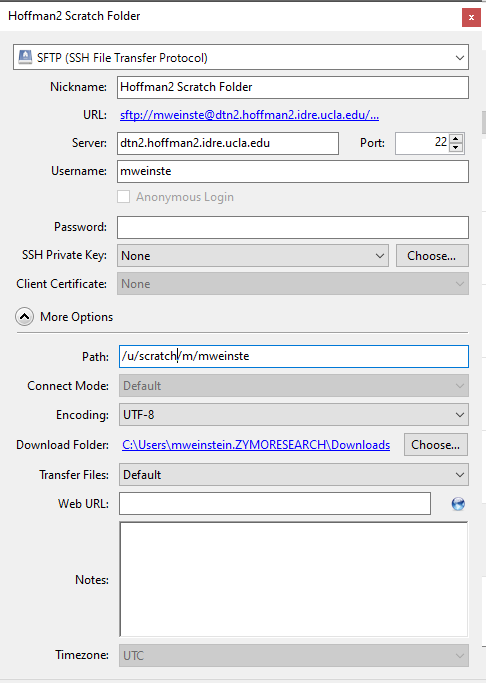 Hoffman2 Scratch Folder
SFTP (SSH File Transfer Protocol)
Nickname: Hoffman2 Scratch Folder
URL: sftp://mweinste@dtn2.hoffman2.idre.ucla.edu/...
Server: dtn2.hoffman2.idre.ucla.edu Port: 22
Username: mweinste
Anonymous Login
Password:
SSH Private Key: None Choose...
Client Certificate: None
More Options
Path: /u/scratch/m/mweinste
Connect Mode: Default
Encoding: UTF-8
Download Folder: C:\Users\mweinstein.ZYMORESEARCH\Downloads Choose...
Transfer Files: Default
Web URL:
Notes:
Timezone: UTC